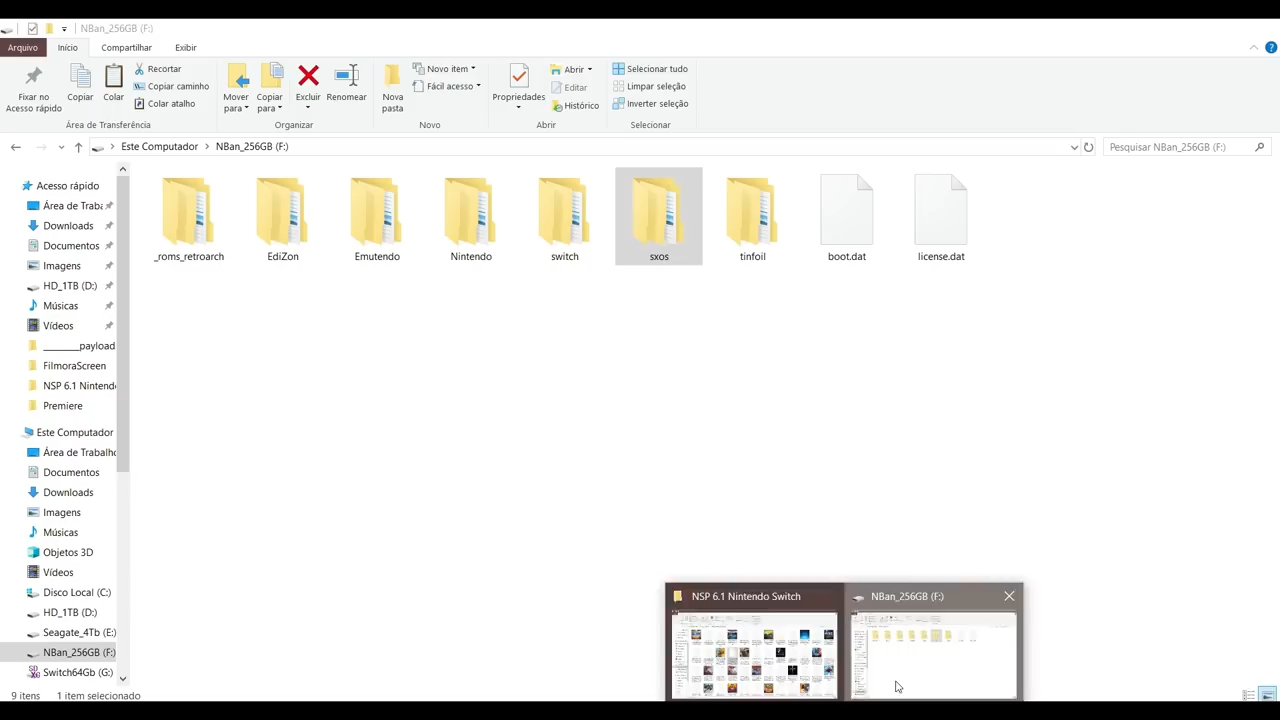 NBan_256GB (F:)
Arquivo Início Compartilhar Exibir
Fixar no Acesso rápido
Copiar
Colar
Recortar
Copiar caminho
Colar atalho
Mover para
Copiar para
Excluir
Renomear
Nova pasta
Novo item
Fácil acesso
Propriedades
Abrir
Editar
Histórico
Selecionar tudo
Limpar seleção
Inverter seleção
Área de Transferência Organizar Novo Abrir Selecionar
Este Computador NBan_256GB (F:) Pesquisar NBan_256GB (F:)
Acesso rápido
Área de Traba
Downloads
Documentos
Imagens
HD_1TB (D:)
Músicas
Vídeos
________payload
FilmoraScreen
NSP 6.1 Nintendo
Premiere
Este Computador
Área de Trabalho
Documentos
Downloads
Imagens
Músicas
Objetos 3D
Vídeos
Disco Local (C:)
HD_1TB (D:)
Seagate_4Tb (E:)
NBan_256GB (F:)
Switch64Gb (G:)
_roms_retroarch EdiZon Emutendo Nintendo switch sxos tinfoil boot.dat license.dat
NSP 6.1 Nintendo Switch NBan_256GB (F:)
9 itens 1 item selecionado